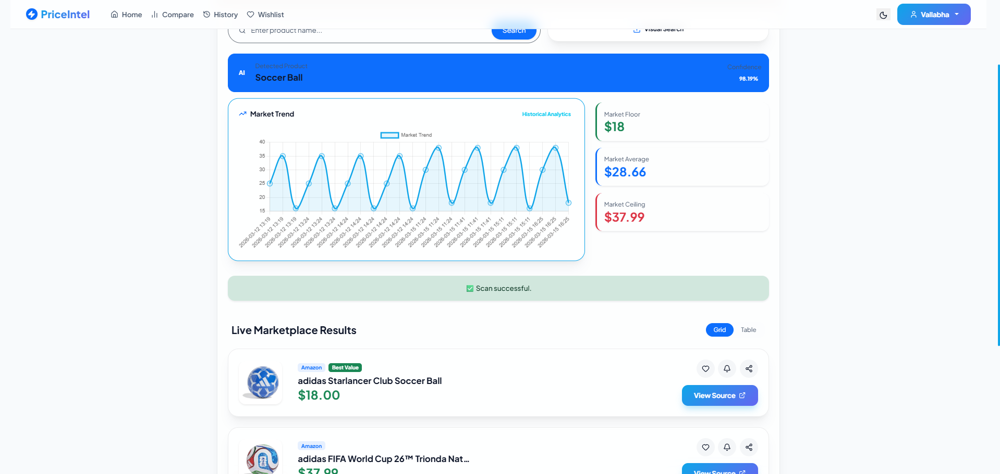 PriceIntel
Home
Compare
History
Wishlist
Vallabha
Enter product name...
Search
Visual Search
AI
Detected Product
Soccer Ball
Confidence
98.19%
Market Trend
Historical Analytics
Market Trend
40
35
30
25
20
15
2026-03-12 13:19
2026-03-12 13:19
2026-03-12 13:19
2026-03-12 13:24
2026-03-12 13:24
2026-03-12 13:24
2026-03-12 14:24
2026-03-12 14:24
2026-03-12 14:24
2026-03-12 14:24
2026-03-12 14:24
2026-03-12 14:24
2026-03-15 11:24
2026-03-15 11:24
2026-03-15 11:24
2026-03-15 11:41
2026-03-15 11:41
2026-03-15 11:41
2026-03-15 15:11
2026-03-15 15:11
2026-03-15 15:11
2026-03-15 16:25
2026-03-15 16:25
2026-03-15 16:25
Market Floor
$18
Market Average
$28.66
Market Ceiling
$37.99
✅ Scan successful.
Live Marketplace Results
Grid
Table
Amazon
Best Value
adidas Starlancer Club Soccer Ball
$18.00
View Source
Amazon
adidas FIFA World Cup 26™ Trionda Nat...
$37.99
View Source